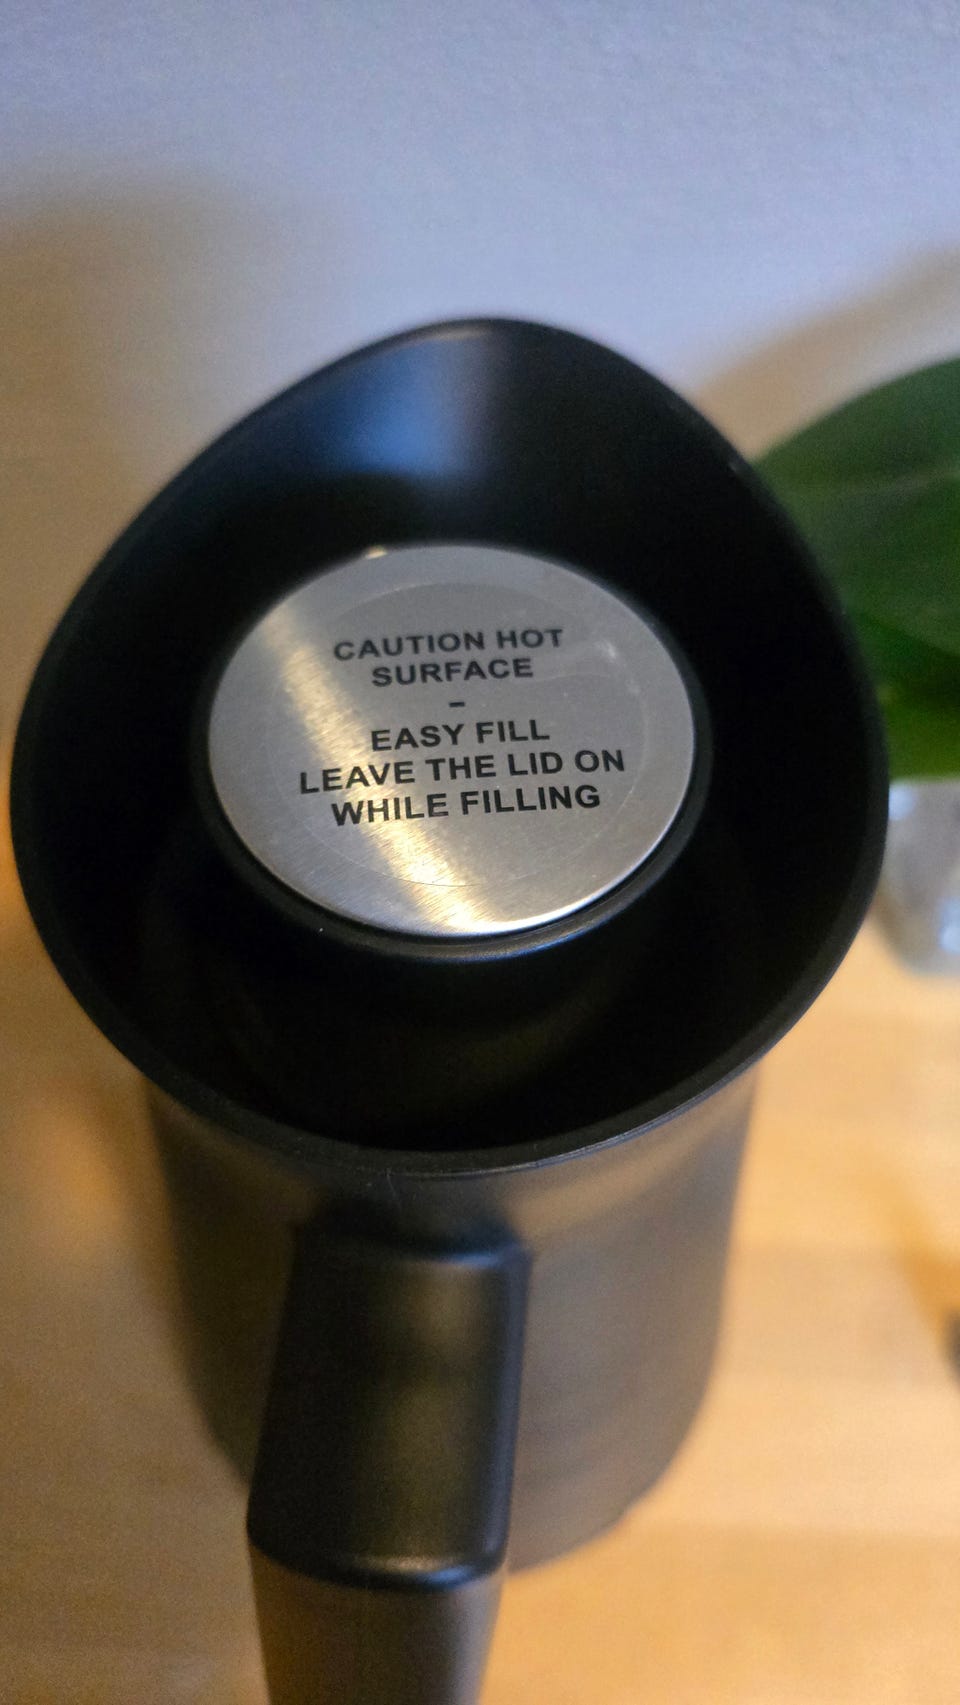 CAUTION HOT
SURFACE
-
EASY FILL
LEAVE THE LID ON
WHILE FILLING